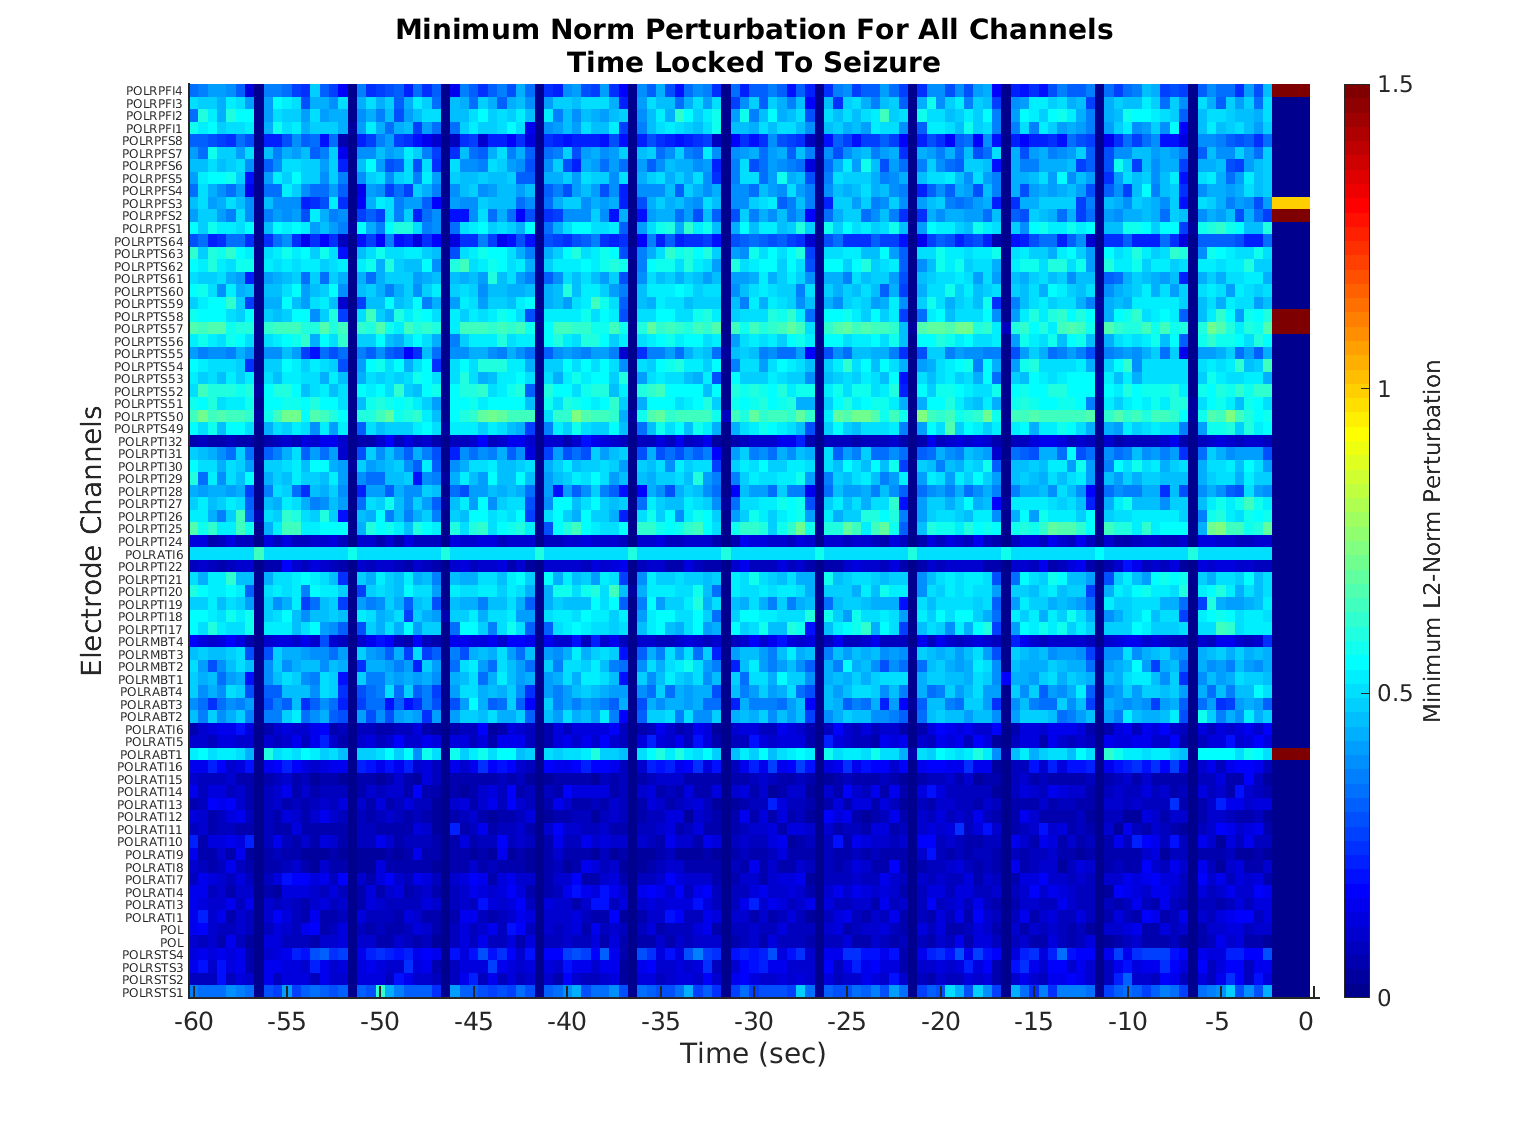 Minimum Norm Perturbation For All Channels
Time Locked To Seizure
Electrode Channels
POLRPFI4
POLRPFI3
POLRPFI2
POLRPFI1
POLRPFS8
POLRPFS7
POLRPFS6
POLRPFS5
POLRPFS4
POLRPFS3
POLRPFS2
POLRPFS1
POLRPTS64
POLRPTS63
POLRPTS62
POLRPTS61
POLRPTS60
POLRPTS59
POLRPTS58
POLRPTS57
POLRPTS56
POLRPTS55
POLRPTS54
POLRPTS53
POLRPTS52
POLRPTS51
POLRPTS50
POLRPTS49
POLRPTI32
POLRPTI31
POLRPTI30
POLRPTI29
POLRPTI28
POLRPTI27
POLRPTI26
POLRPTI25
POLRPTI24
POLRATI6
POLRPTI22
POLRPTI21
POLRPTI20
POLRPTI19
POLRPTI18
POLRPTI17
POLRMBT4
POLRMBT3
POLRMBT2
POLRMBT1
POLRABT4
POLRABT3
POLRABT2
POLRATI6
POLRATI5
POLRABT1
POLRATI16
POLRATI15
POLRATI14
POLRATI13
POLRATI12
POLRATI11
POLRATI10
POLRATI9
POLRATI8
POLRATI7
POLRATI4
POLRATI3
POLRATI1
POL
POL
POLRSTS4
POLRSTS3
POLRSTS2
POLRSTS1
-60 -55 -50 -45 -40 -35 -30 -25 -20 -15 -10 -5 0
Time (sec)
1.5
1
0.5
0
Minimum L2-Norm Perturbation